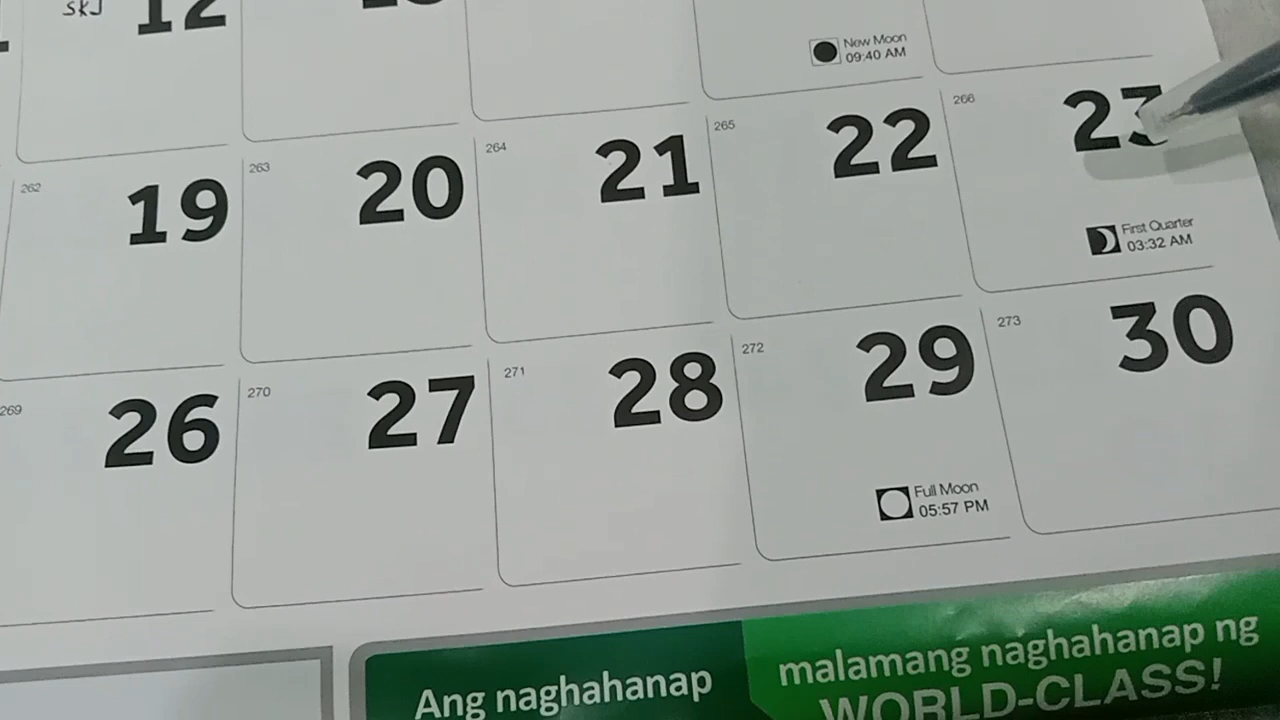 SKJ 12
New Moon
09:40 AM
262 19
263 20
264 21
265 22
266 23
First Quarter
03:32 AM
269 26
270 27
271 28
272 29
273 30
Full Moon
05:57 PM
Ang naghahanap
malamang naghahanap ng
WORLD-CLASS!